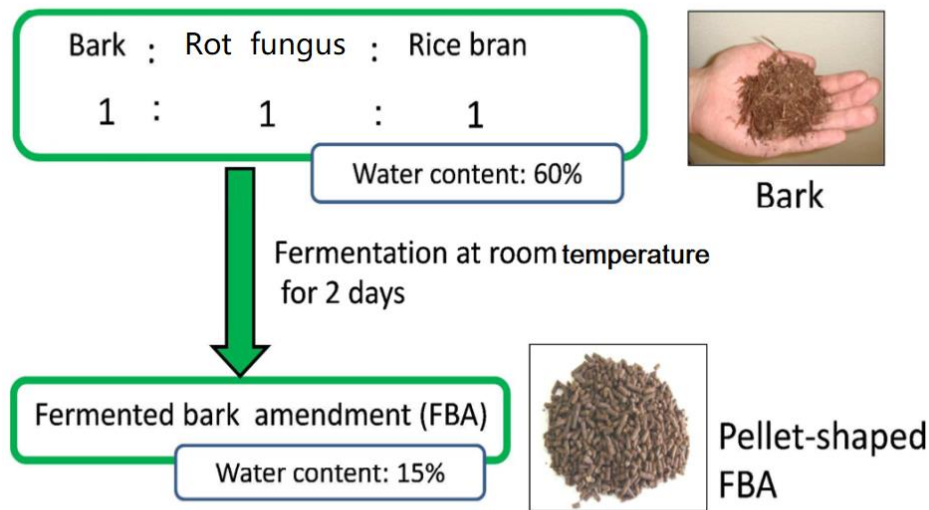 Bark : Rot fungus : Rice bran
1 : 1 : 1
Water content: 60%
Bark
Fermentation at room temperature
for 2 days
Fermented bark amendment (FBA)
Water content: 15%
Pellet-shaped
FBA